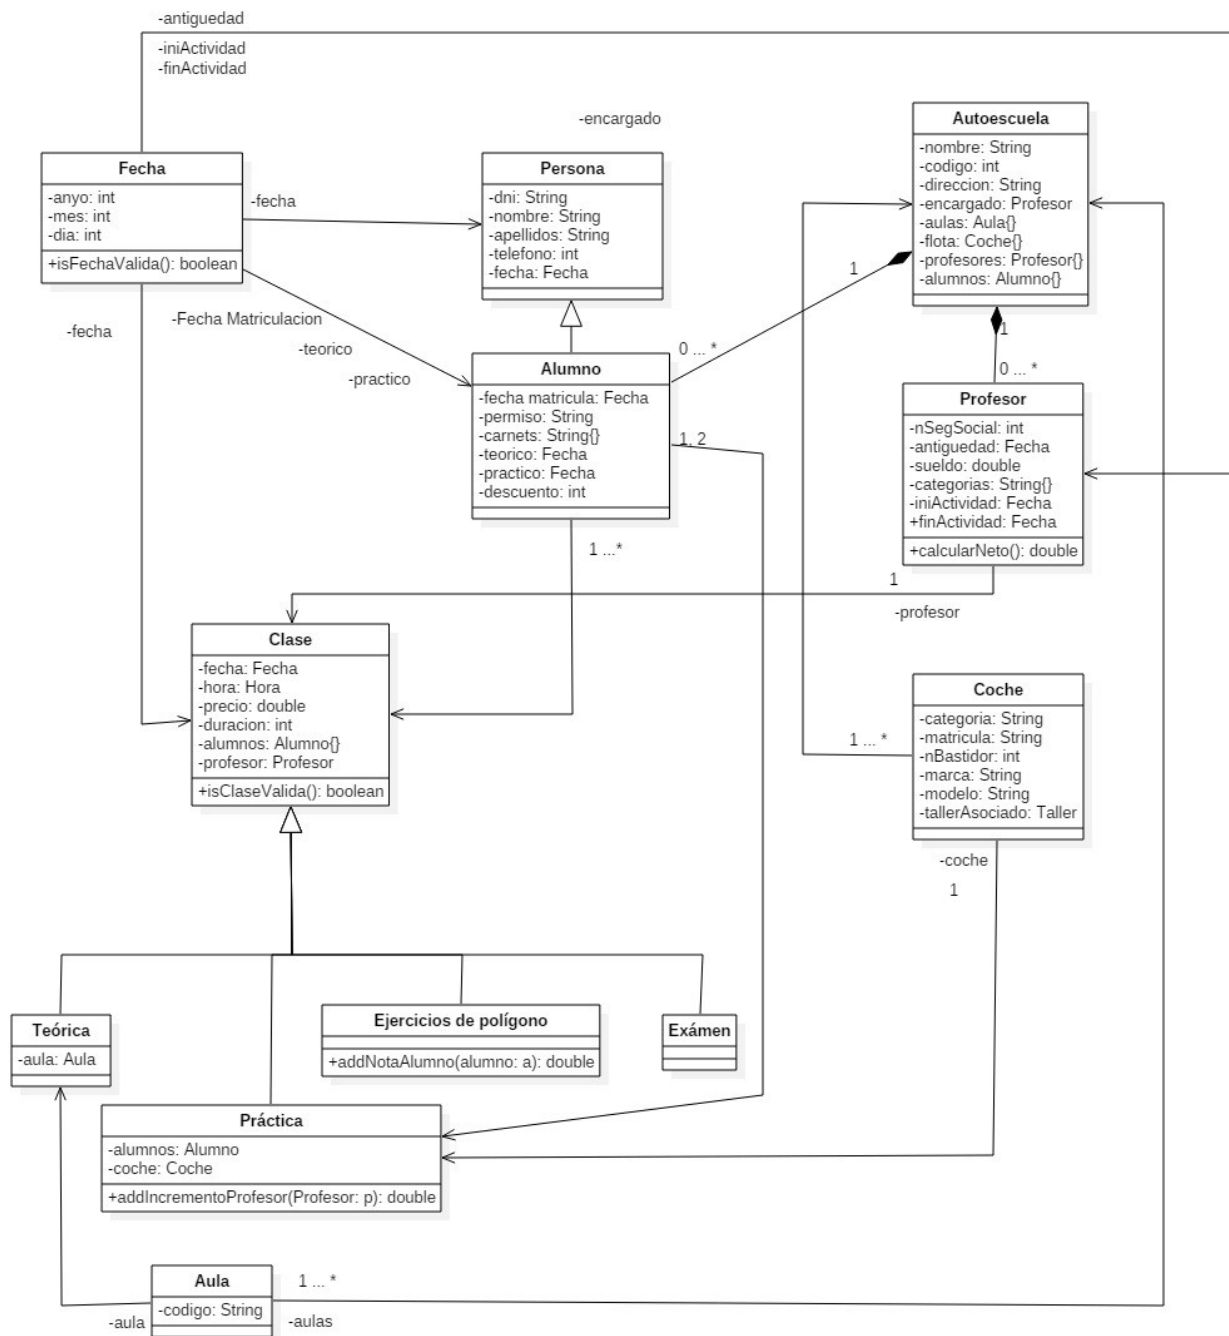 -antiguedad
-iniActividad
-finActividad
-encargado
Autoescuela
-nombre: String
-codigo: int
-direccion: String
-encargado: Profesor
-aulas: Aula{}
-flota: Coche{}
-profesores: Profesor{}
-alumnos: Alumno{}
Fecha
-anyo: int
-mes: int
-dia: int
+isFechaValida(): boolean
-fecha
Persona
-dni: String
-nombre: String
-apellidos: String
-telefono: int
-fecha: Fecha
1
1
-fecha
-Fecha Matriculacion
-teorico
-practico
0 ... *
0 ... *
Alumno
-fecha matricula: Fecha
-permiso: String
-carnets: String{}
-teorico: Fecha
-practico: Fecha
-descuento: int
1, 2
1 ...*
Profesor
-nSegSocial: int
-antiguedad: Fecha
-sueldo: double
-categorias: String{}
-iniActividad: Fecha
+finActividad: Fecha
+calcularNeto(): double
1
-profesor
Clase
-fecha: Fecha
-hora: Hora
-precio: double
-duracion: int
-alumnos: Alumno{}
-profesor: Profesor
+isClaseValida(): boolean
Coche
-categoria: String
-matricula: String
-nBastidor: int
-marca: String
-modelo: String
-tallerAsociado: Taller
1 ... *
-coche
1
Teórica
-aula: Aula
Ejercicios de polígono
+addNotaAlumno(alumno: a): double
Exámen
Práctica
-alumnos: Alumno
-coche: Coche
+addIncrementoProfesor(Profesor: p): double
Aula
-codigo: String
1 ... *
-aula
-aulas